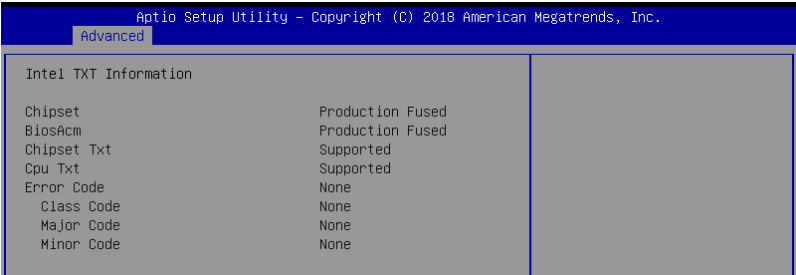 Aptio Setup Utility – Copyright (C) 2018 American Megatrends, Inc.
Advanced
Intel TXT Information
Chipset Production Fused
BiosAcm Production Fused
Chipset Txt Supported
Cpu Txt Supported
Error Code None
Class Code None
Major Code None
Minor Code None